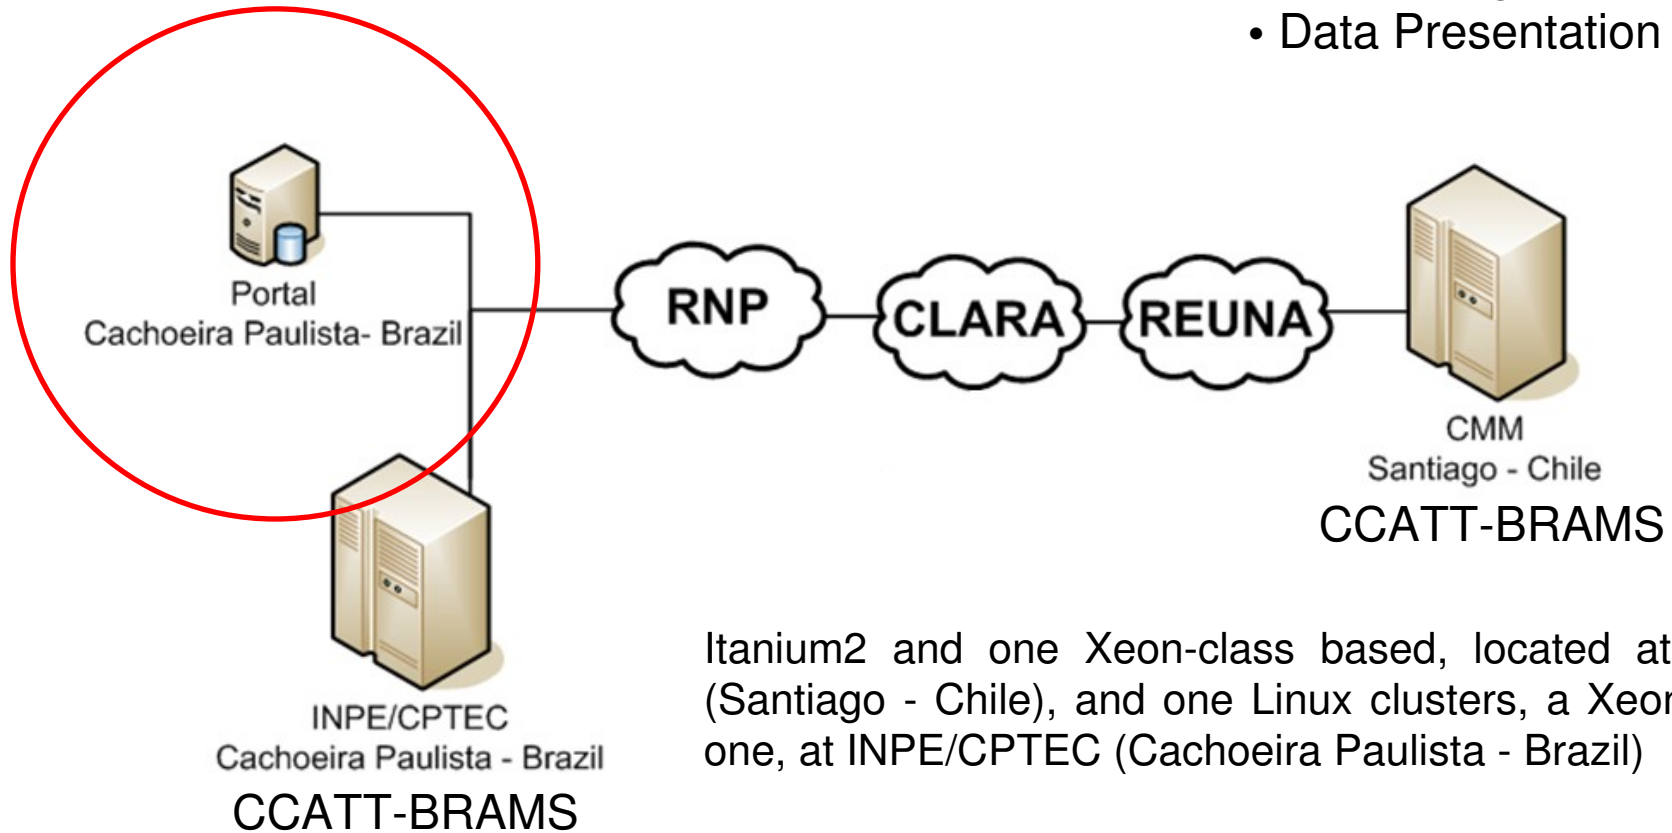 • Data Presentation
Portal
Cachoeira Paulista- Brazil
RNP
CLARA
REUNA
CMM
Santiago - Chile
CCATT-BRAMS
INPE/CPTEC
Cachoeira Paulista - Brazil
CCATT-BRAMS
Itanium2 and one Xeon-class based, located at
(Santiago - Chile), and one Linux clusters, a Xeon
one, at INPE/CPTEC (Cachoeira Paulista - Brazil)